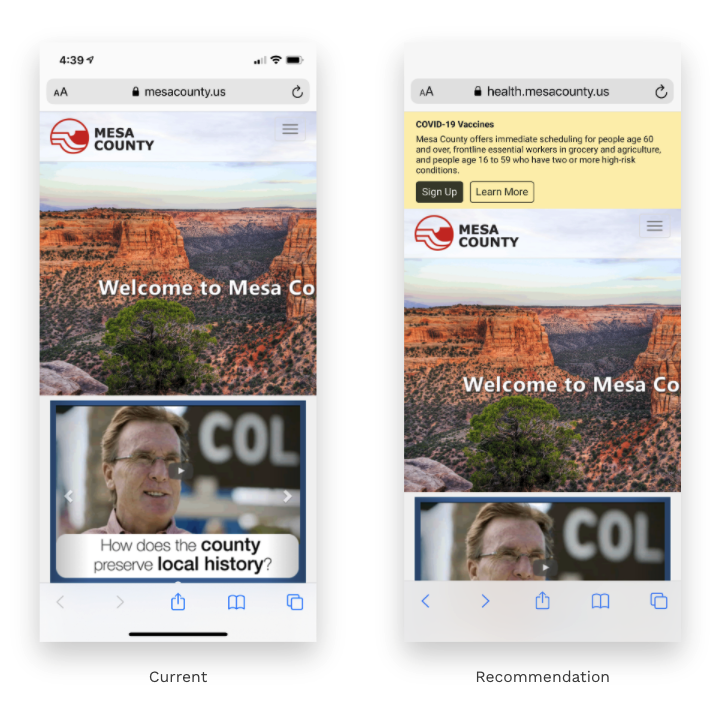 4:39
AA mesacounty.us
MESA
COUNTY
Welcome to Mesa Co
COL
How does the county
preserve local history?
Current
AA health.mesacounty.us
COVID-19 Vaccines
Mesa County offers immediate scheduling for people age 60
and over, frontline essential workers in grocery and agriculture,
and people age 16 to 59 who have two or more high-risk
conditions.
Sign Up Learn More
MESA
COUNTY
Welcome to Mesa Co
COL
Recommendation